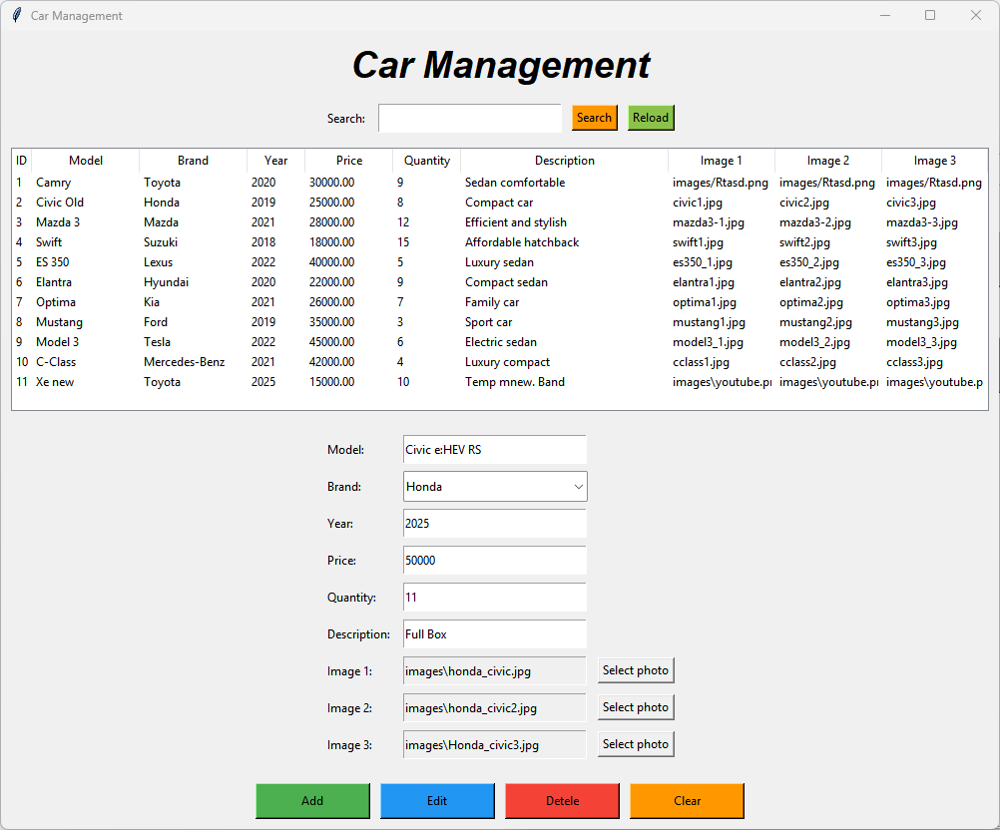 Car Management
Car Management
Search: Search Reload
ID Model Brand Year Price Quantity Description Image 1 Image 2 Image 3
1 Camry Toyota 2020 30000.00 9 Sedan comfortable images/Rtasd.png images/Rtasd.png images/Rtasd.png
2 Civic Old Honda 2019 25000.00 8 Compact car civic1.jpg civic2.jpg civic3.jpg
3 Mazda 3 Mazda 2021 28000.00 12 Efficient and stylish mazda3-1.jpg mazda3-2.jpg mazda3-3.jpg
4 Swift Suzuki 2018 18000.00 15 Affordable hatchback swift1.jpg swift2.jpg swift3.jpg
5 ES 350 Lexus 2022 40000.00 5 Luxury sedan es350_1.jpg es350_2.jpg es350_3.jpg
6 Elantra Hyundai 2020 22000.00 9 Compact sedan elantra1.jpg elantra2.jpg elantra3.jpg
7 Optima Kia 2021 26000.00 7 Family car optima1.jpg optima2.jpg optima3.jpg
8 Mustang Ford 2019 35000.00 3 Sport car mustang1.jpg mustang2.jpg mustang3.jpg
9 Model 3 Tesla 2022 45000.00 6 Electric sedan model3_1.jpg model3_2.jpg model3_3.jpg
10 C-Class Mercedes-Benz 2021 42000.00 4 Luxury compact cclass1.jpg cclass2.jpg cclass3.jpg
11 Xe new Toyota 2025 15000.00 10 Temp mnew. Band images\youtube.pn images\youtube.pn images\youtube.p
Model: Civic e:HEV RS
Brand: Honda
Year: 2025
Price: 50000
Quantity: 11
Description: Full Box
Image 1: images\honda_civic.jpg Select photo
Image 2: images\honda_civic2.jpg Select photo
Image 3: images\Honda_civic3.jpg Select photo
Add Edit Detele Clear